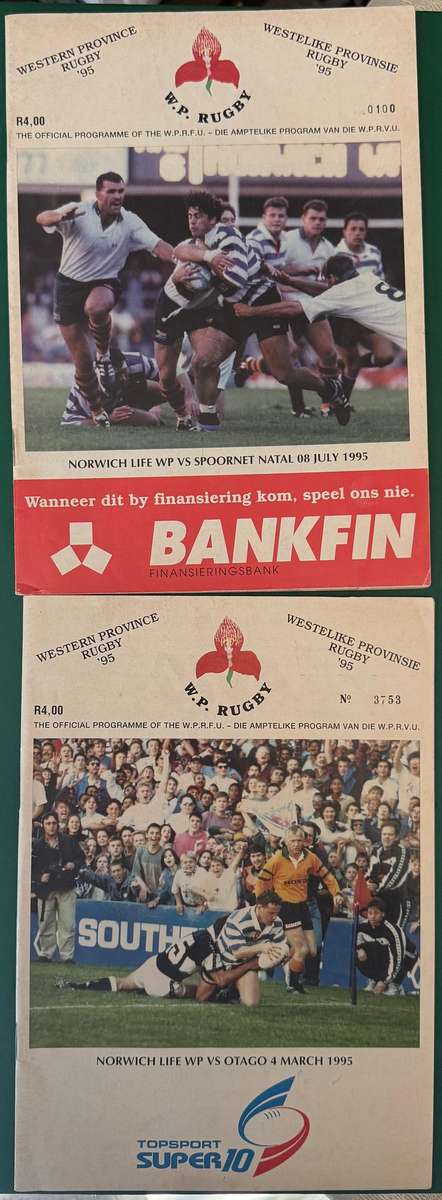 WESTERN PROVINCE
RUGBY
'95
WESTELIKE PROVINSIE
RUGBY
'95
W.P. RUGBY
R4,00
0100
THE OFFICIAL PROGRAMME OF THE W.P.R.F.U. – DIE AMPTELIKE PROGRAM VAN DIE W.P.R.V.U.
8
NORWICH LIFE WP VS SPOORNET NATAL 08 JULY 1995
Wanneer dit by finansiering kom, speel ons nie.
BANKFIN
FINANSIERINGSBANK
WESTERN PROVINCE
RUGBY
'95
WESTELIKE PROVINSIE
RUGBY
'95
W.P. RUGBY
R4,00
Nº 3753
THE OFFICIAL PROGRAMME OF THE W.P.R.F.U. – DIE AMPTELIKE PROGRAM VAN DIE W.P.R.V.U.
HONDA
SOUTH
5
NORWICH LIFE WP VS OTAGO 4 MARCH 1995
TOPSPORT
SUPER 10